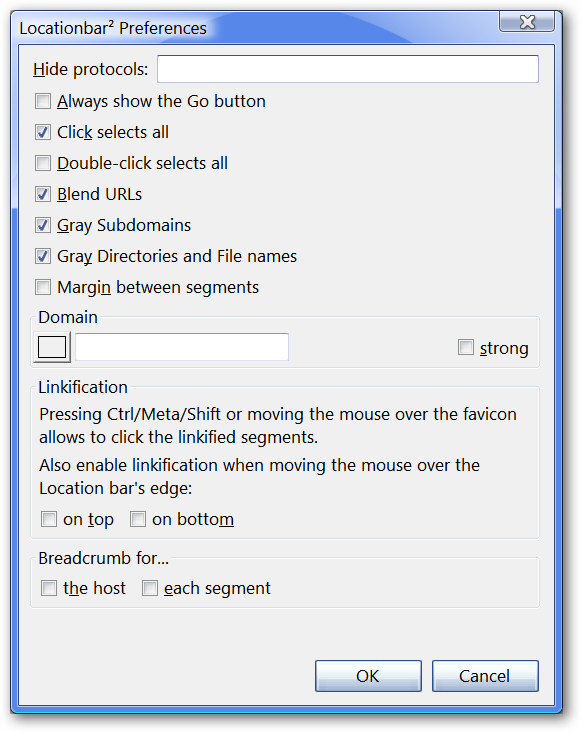 Locationbar² Preferences
Hide protocols:
Always show the Go button
Click selects all
Double-click selects all
Blend URLs
Gray Subdomains
Gray Directories and File names
Margin between segments
Domain
strong
Linkification
Pressing Ctrl/Meta/Shift or moving the mouse over the favicon
allows to click the linkified segments.
Also enable linkification when moving the mouse over the
Location bar's edge:
on top on bottom
Breadcrumb for...
the host each segment
OK Cancel